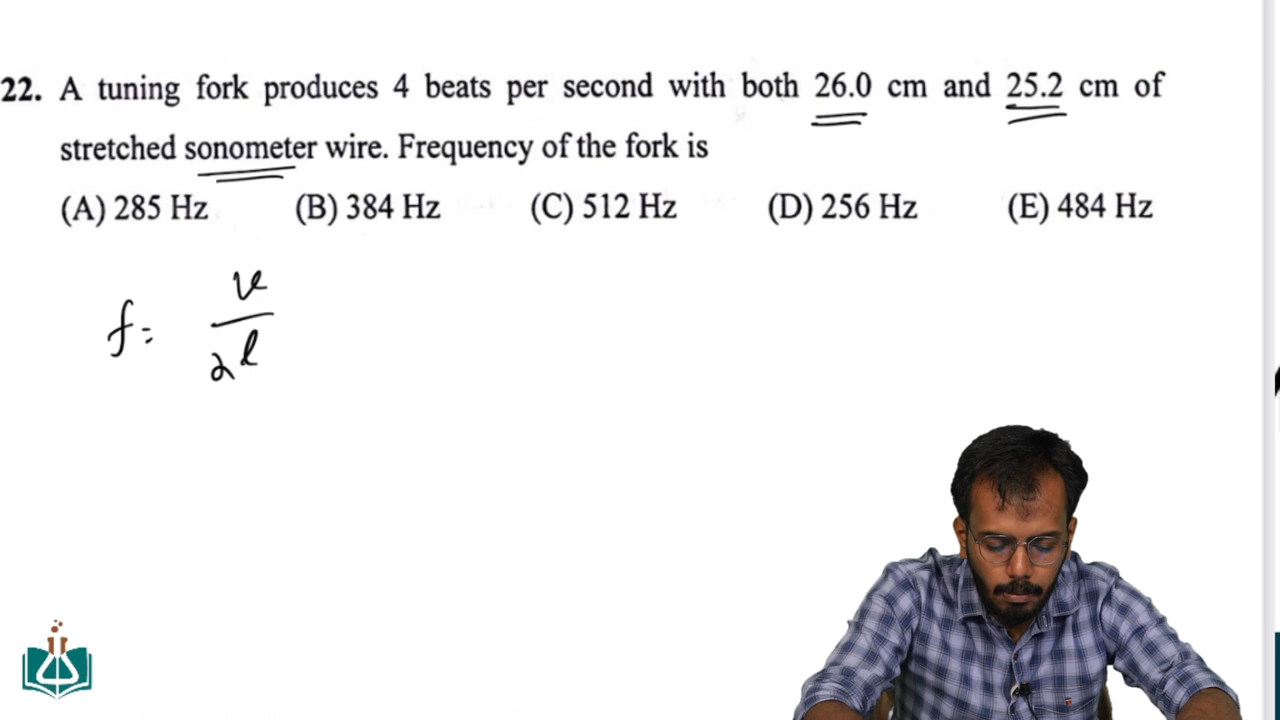 22. A tuning fork produces 4 beats per second with both 26.0 cm and 25.2 cm of
stretched sonometer wire. Frequency of the fork is
(A) 285 Hz (B) 384 Hz (C) 512 Hz (D) 256 Hz (E) 484 Hz
f = v
2l